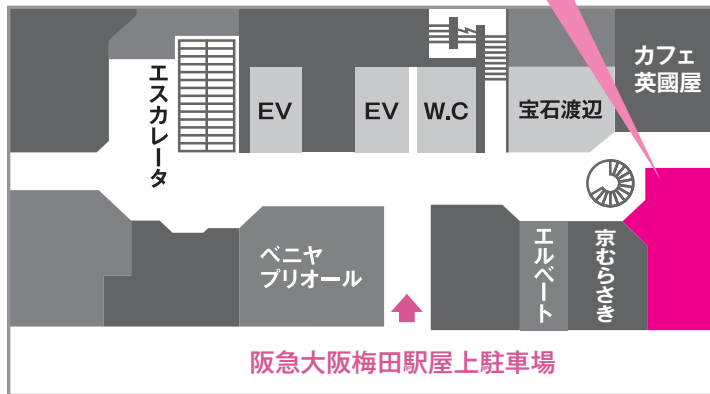 カフェ
英國屋
エスカレータ
EV
EV
W.C
宝石渡辺
ベニヤ
プリオール
エルベート
京むらさき
阪急大阪梅田駅屋上駐車場